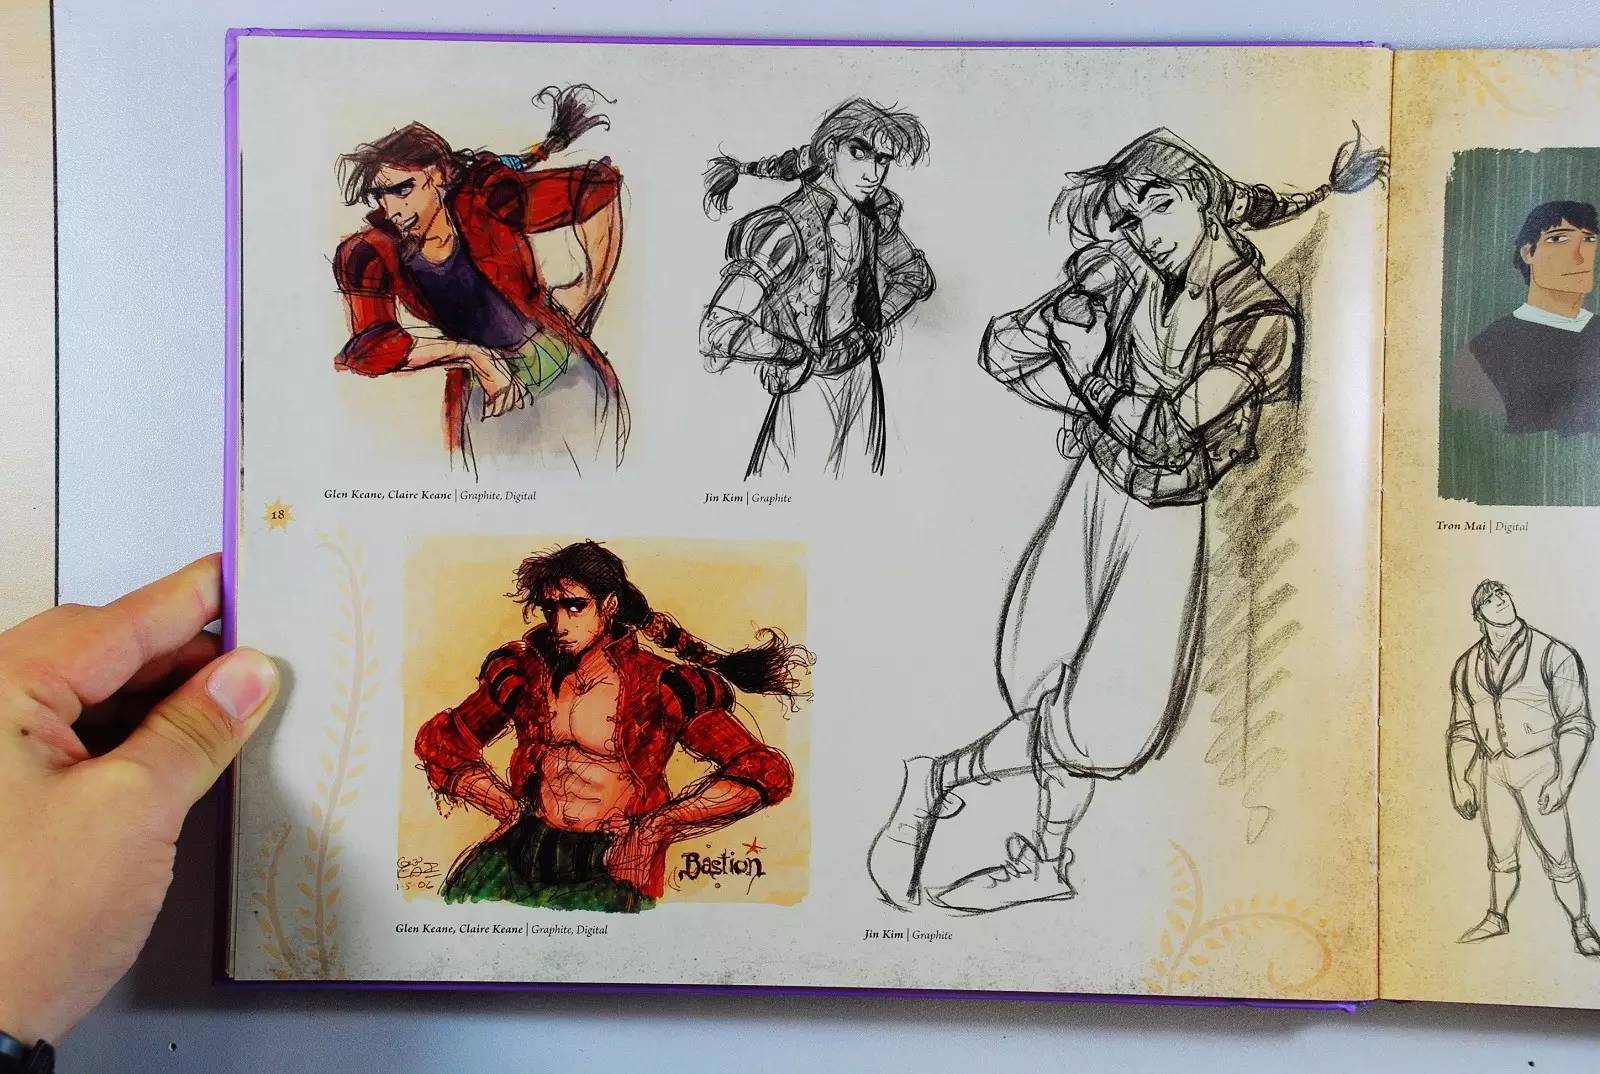 Glen Keane, Claire Keane | Graphite, Digital
Jin Kim | Graphite
18
Tron Mai | Digital
Bastion
1-5-06
Glen Keane, Claire Keane | Graphite, Digital
Jin Kim | Graphite